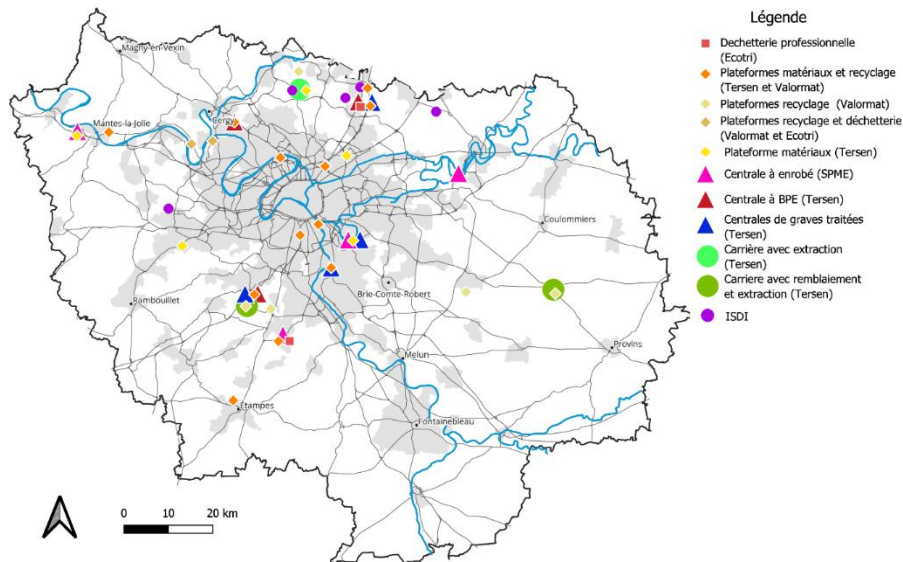 Légende
Dechetterie professionnelle
(Ecotri)
Plateformes matériaux et recyclage
(Tersen et Valormat)
Plateformes recyclage (Valormat)
Plateformes recyclage et déchetterie
(Valormat et Ecotri)
Plateforme matériaux (Tersen)
Centrale à enrobé (SPME)
Centrale à BPE (Tersen)
Centrales de graves traitées
(Tersen)
Carrière avec extraction
(Tersen)
Carriere avec remblaiement
et extraction (Tersen)
ISDI
Magny-en-Vexin
Mantes-la-Jolie
Cergy
Coulommiers
Rambouillet
Brie-Comte-Robert
Provins
Melun
Étampes
Fontainebleau
0 10 20 km